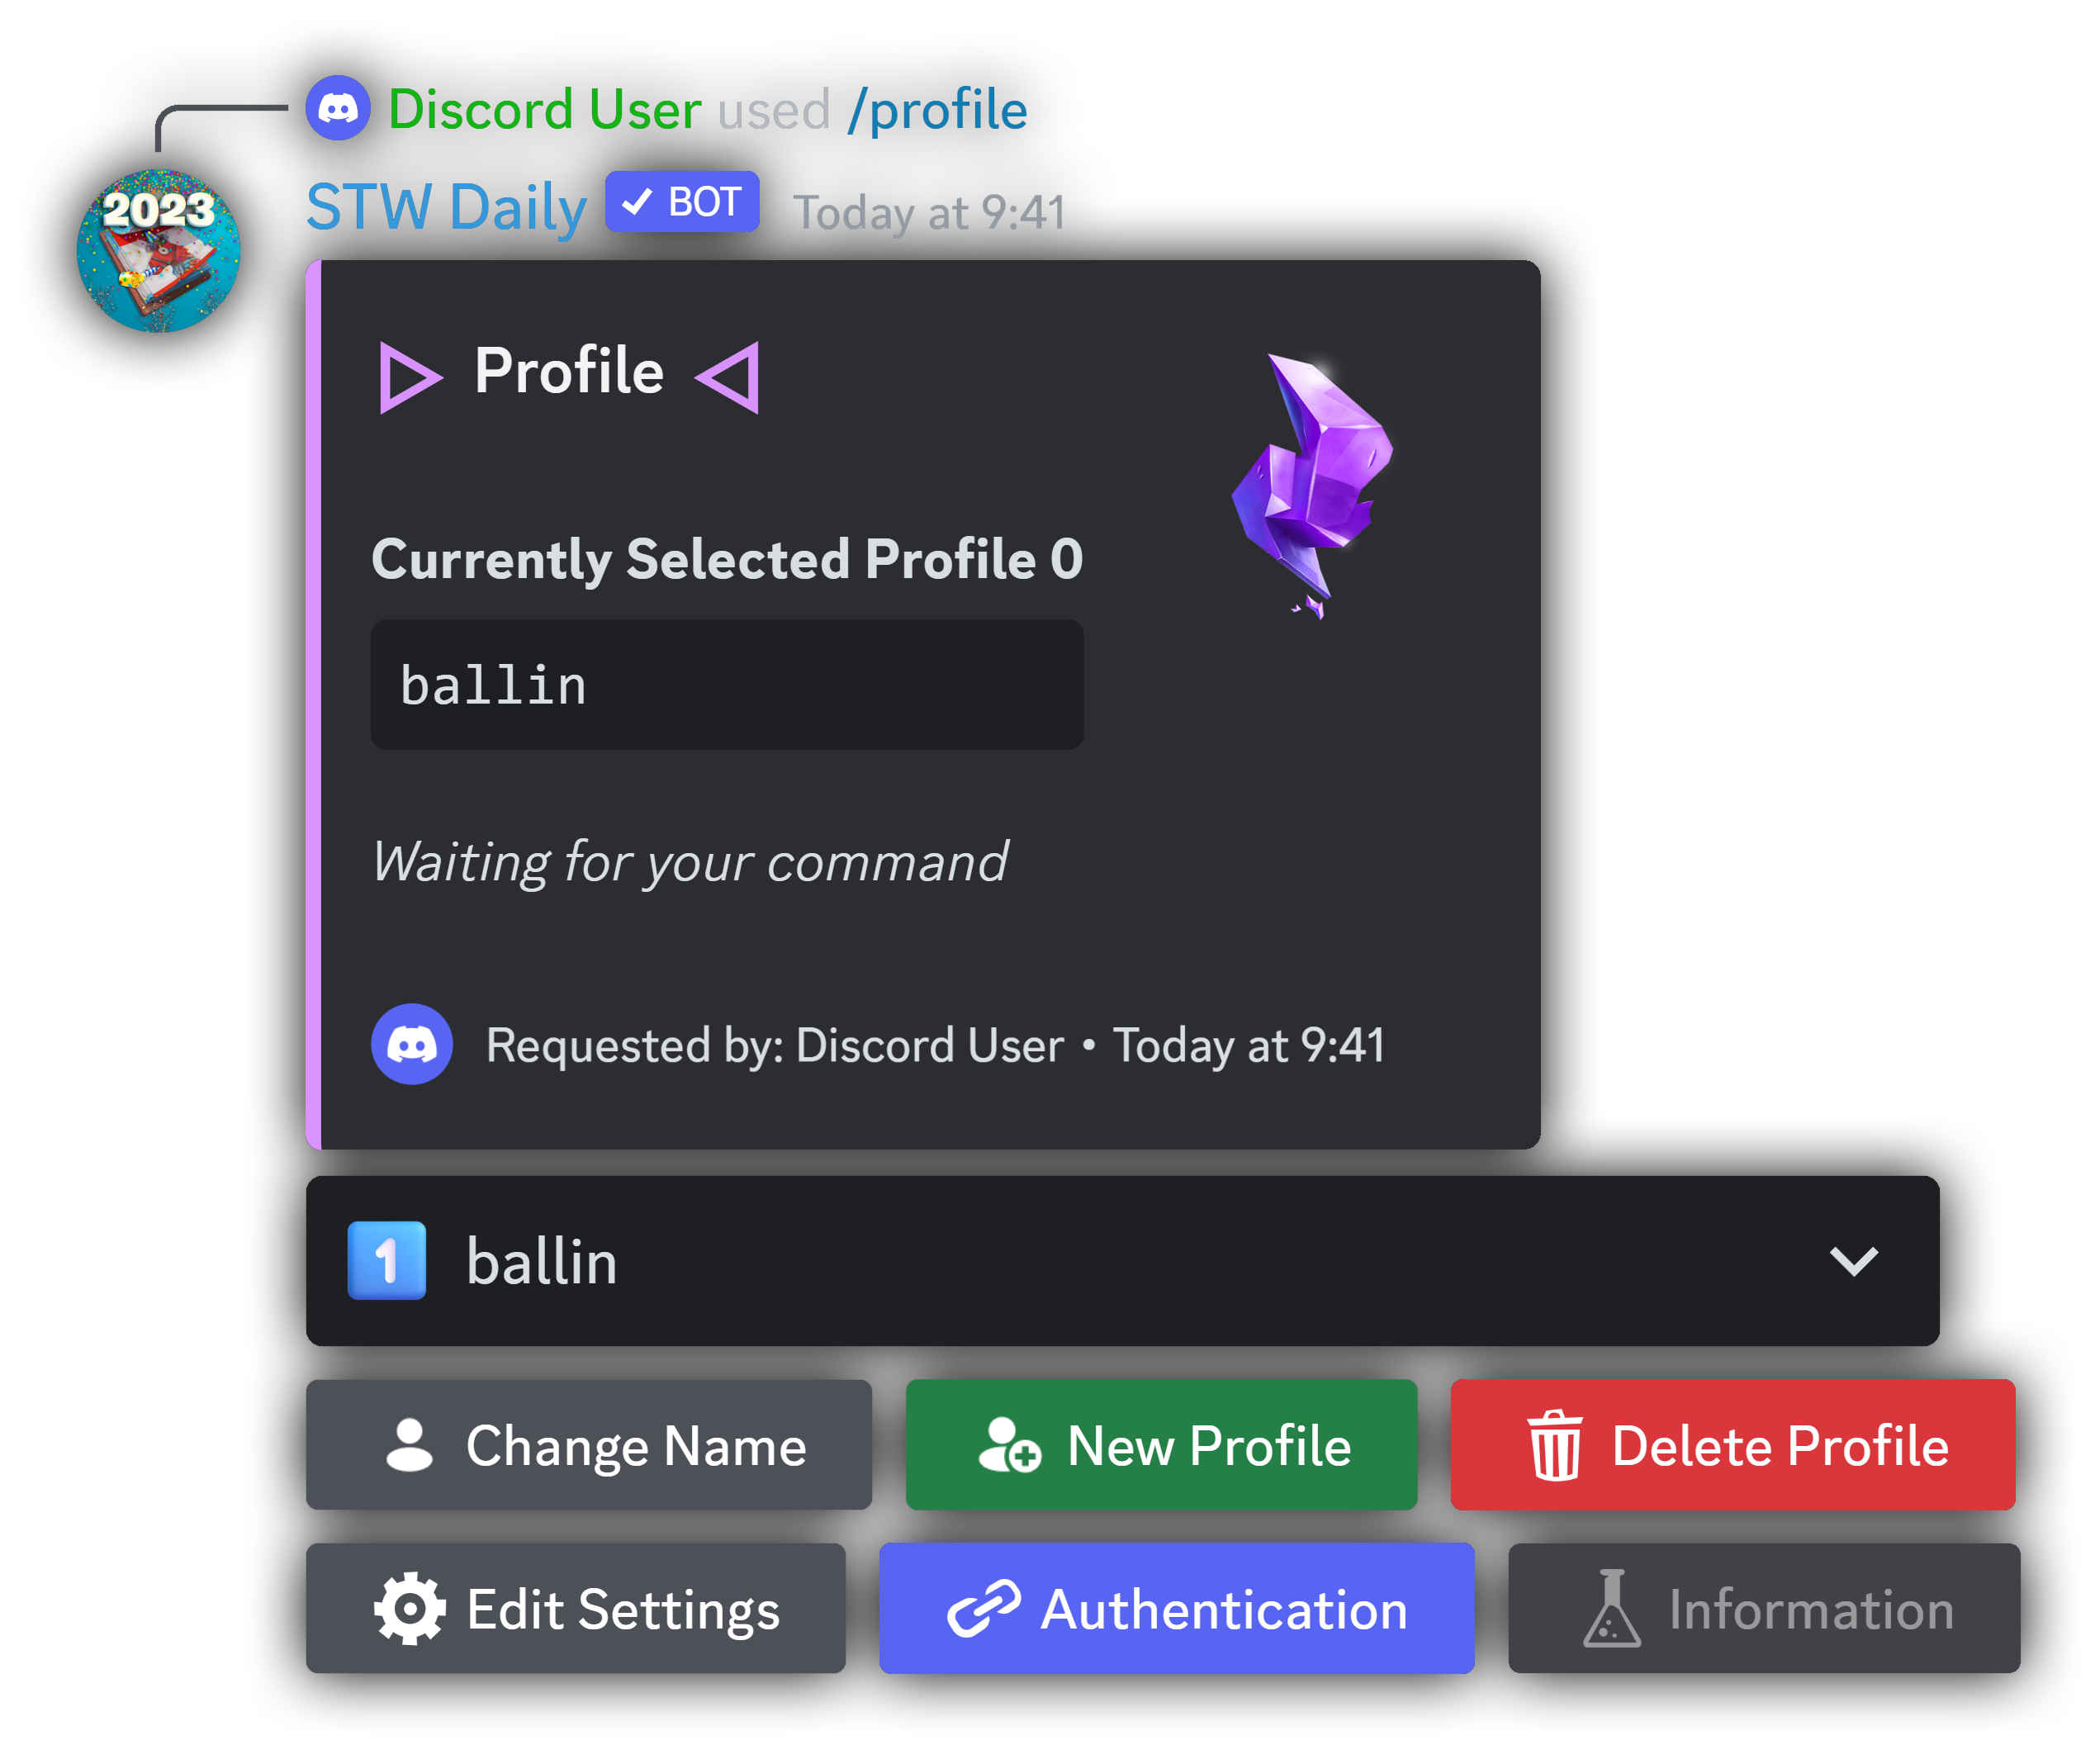 Discord User used /profile
2023
STW Daily BOT Today at 9:41
Profile
Currently Selected Profile 0
ballin
Waiting for your command
Requested by: Discord User • Today at 9:41
1 ballin
Change Name New Profile Delete Profile
Edit Settings Authentication Information